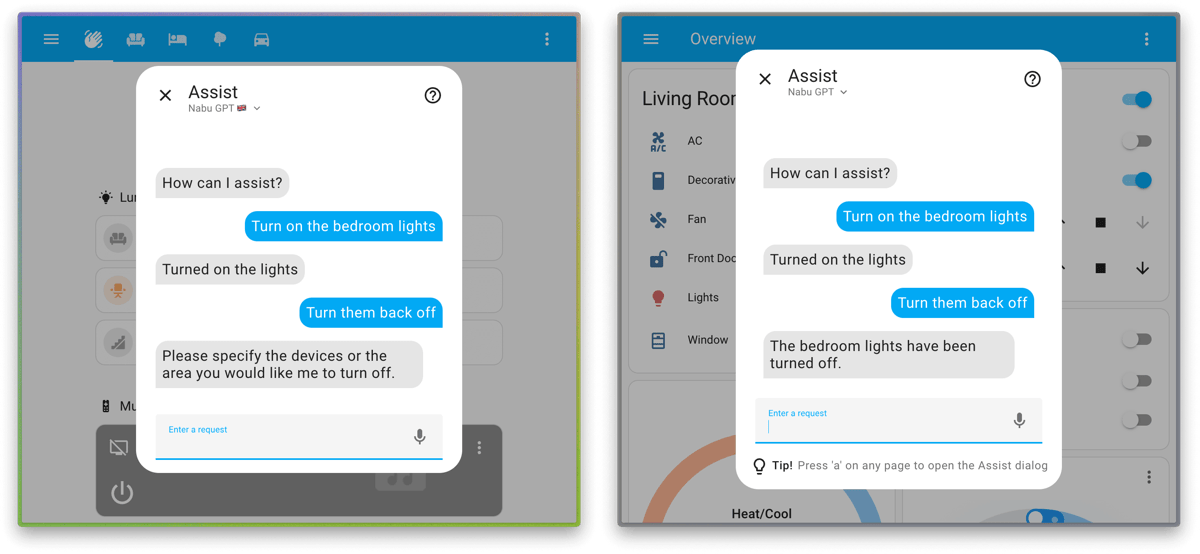 Assist
Nabu GPT
How can I assist?
Turn on the bedroom lights
Turned on the lights
Turn them back off
Please specify the devices or the
area you would like me to turn off.
Enter a request
Lu
Mu
Overview
Living Roor
A/C
AC
Decorativ
Fan
Front Doo
Lights
Window
Heat/Cool
Assist
Nabu GPT
How can I assist?
Turn on the bedroom lights
Turned on the lights
Turn them back off
The bedroom lights have been
turned off.
Enter a request
Tip! Press 'a' on any page to open the Assist dialog